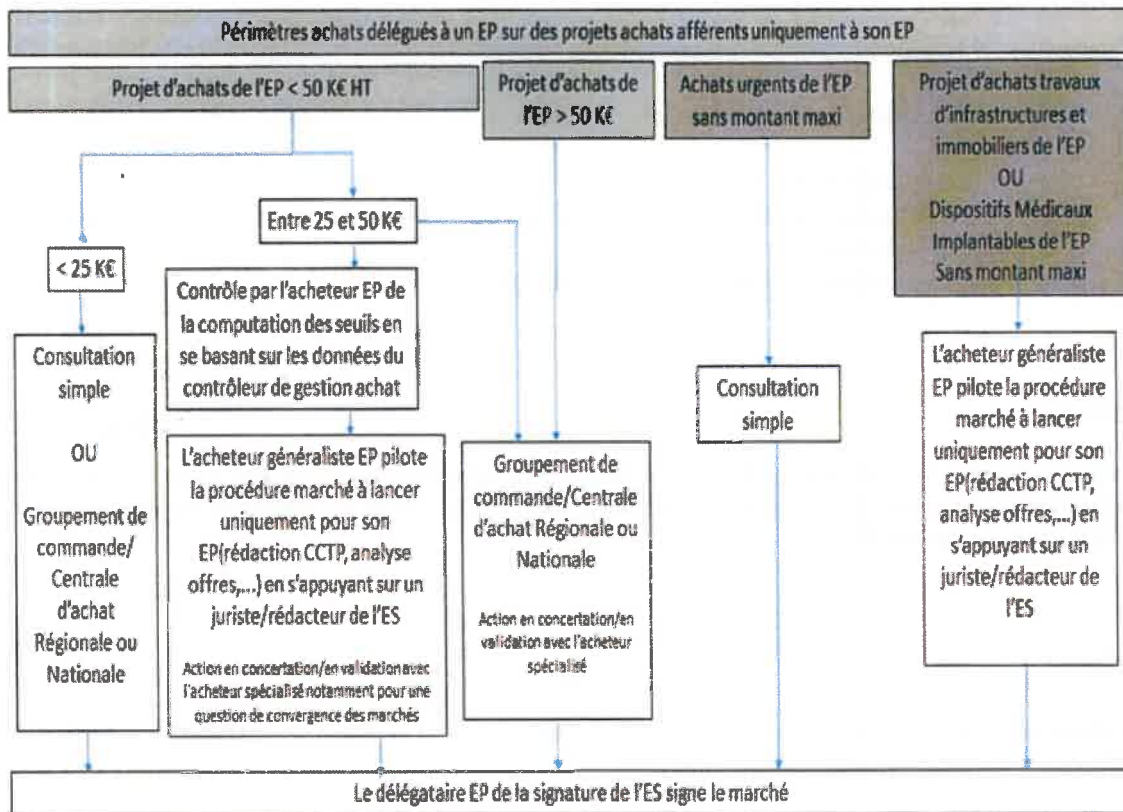 Périmètres achats délégués à un EP sur des projets achats afférents uniquement à son EP
Projet d'achats de l'EP < 50 K€ HT
Projet d'achats de
l'EP > 50 K€
Achats urgents de l'EP
sans montant maxi
Projet d'achats travaux
d'infrastructures et
immobiliers de l'EP
OU
Dispositifs Médicaux
Implantables de l'EP
Sans montant maxi
Entre 25 et 50 K€
< 25 K€
Contrôle par l'acheteur EP de
la computation des seuils en
se basant sur les données du
contrôleur de gestion achat
Consultation
simple
OU
Groupement de
commande/
Centrale
d'achat
Régionale ou
Nationale
L'acheteur généraliste EP pilote
la procédure marché à lancer
uniquement pour son
EP(rédaction CCTP, analyse
offres,...) en s'appuyant sur un
juriste/rédacteur de l'ES
Action en concertation/en validation avec
l'acheteur spécialisé notamment pour une
question de convergence des marchés
Groupement de
commande/Centrale
d'achat Régionale ou
Nationale
Action en concertation/en
validation avec l'acheteur
spécialisé
Consultation
simple
L'acheteur généraliste
EP pilote la procédure
marché à lancer
uniquement pour son
EP(rédaction CCTP,
analyse offres,...) en
s'appuyant sur un
juriste/rédacteur de
l'ES
Le délégataire EP de la signature de l'ES signe le marché